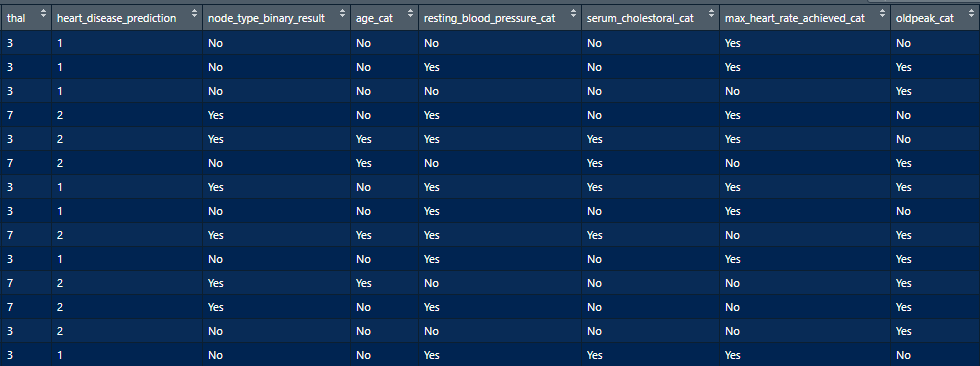 thal heart_disease_prediction node_type_binary_result age_cat resting_blood_pressure_cat serum_cholestoral_cat max_heart_rate_achieved_cat oldpeak_cat
3 1 No No No No Yes No
3 1 No No Yes No Yes Yes
3 1 No No No No No Yes
7 2 Yes No Yes No Yes No
3 2 Yes Yes Yes Yes Yes No
7 2 No Yes No Yes No Yes
3 1 Yes No Yes Yes Yes Yes
3 1 No No Yes No Yes No
7 2 Yes Yes Yes Yes No Yes
3 1 No No Yes No Yes Yes
7 2 Yes Yes No No No Yes
7 2 Yes No Yes No No Yes
3 2 No No No No No Yes
3 1 No No Yes Yes Yes No